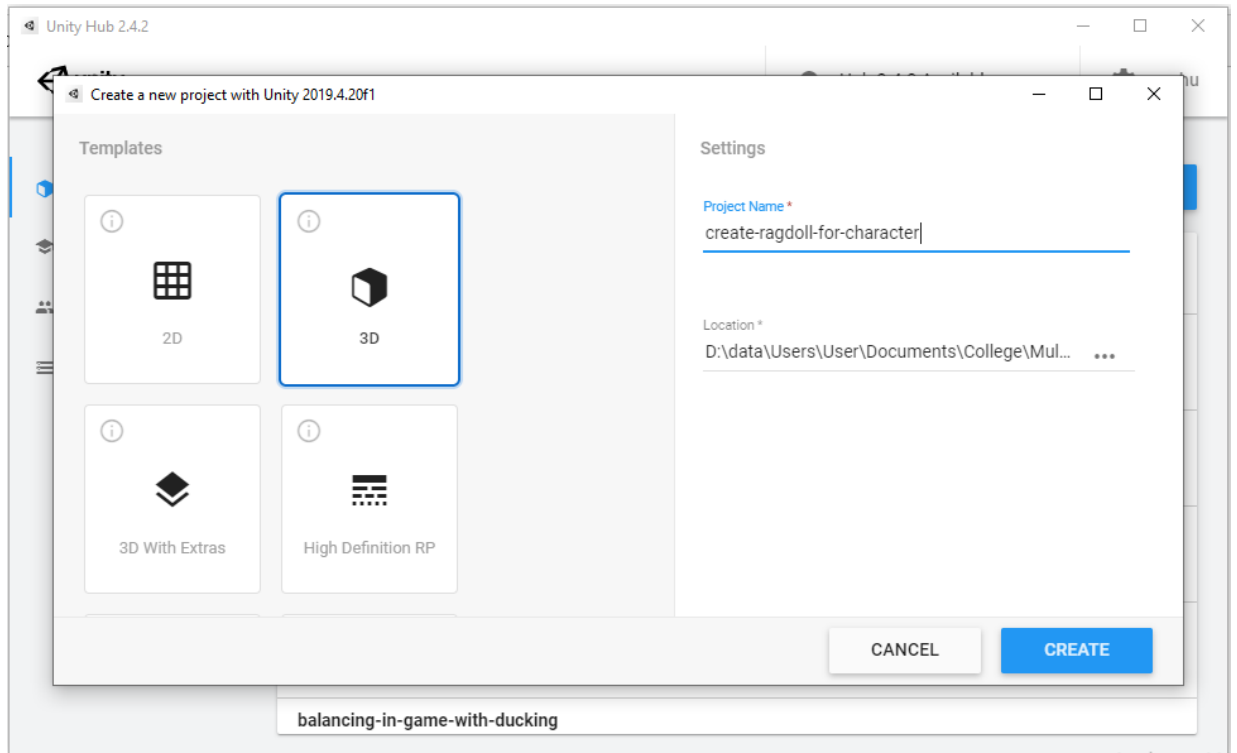 Unity Hub 2.4.2
Create a new project with Unity 2019.4.20f1
Templates
Settings
2D
3D
Project Name *
create-ragdoll-for-character
Location *
D:\data\Users\User\Documents\College\Mul...
3D With Extras
High Definition RP
CANCEL
CREATE
balancing-in-game-with-ducking